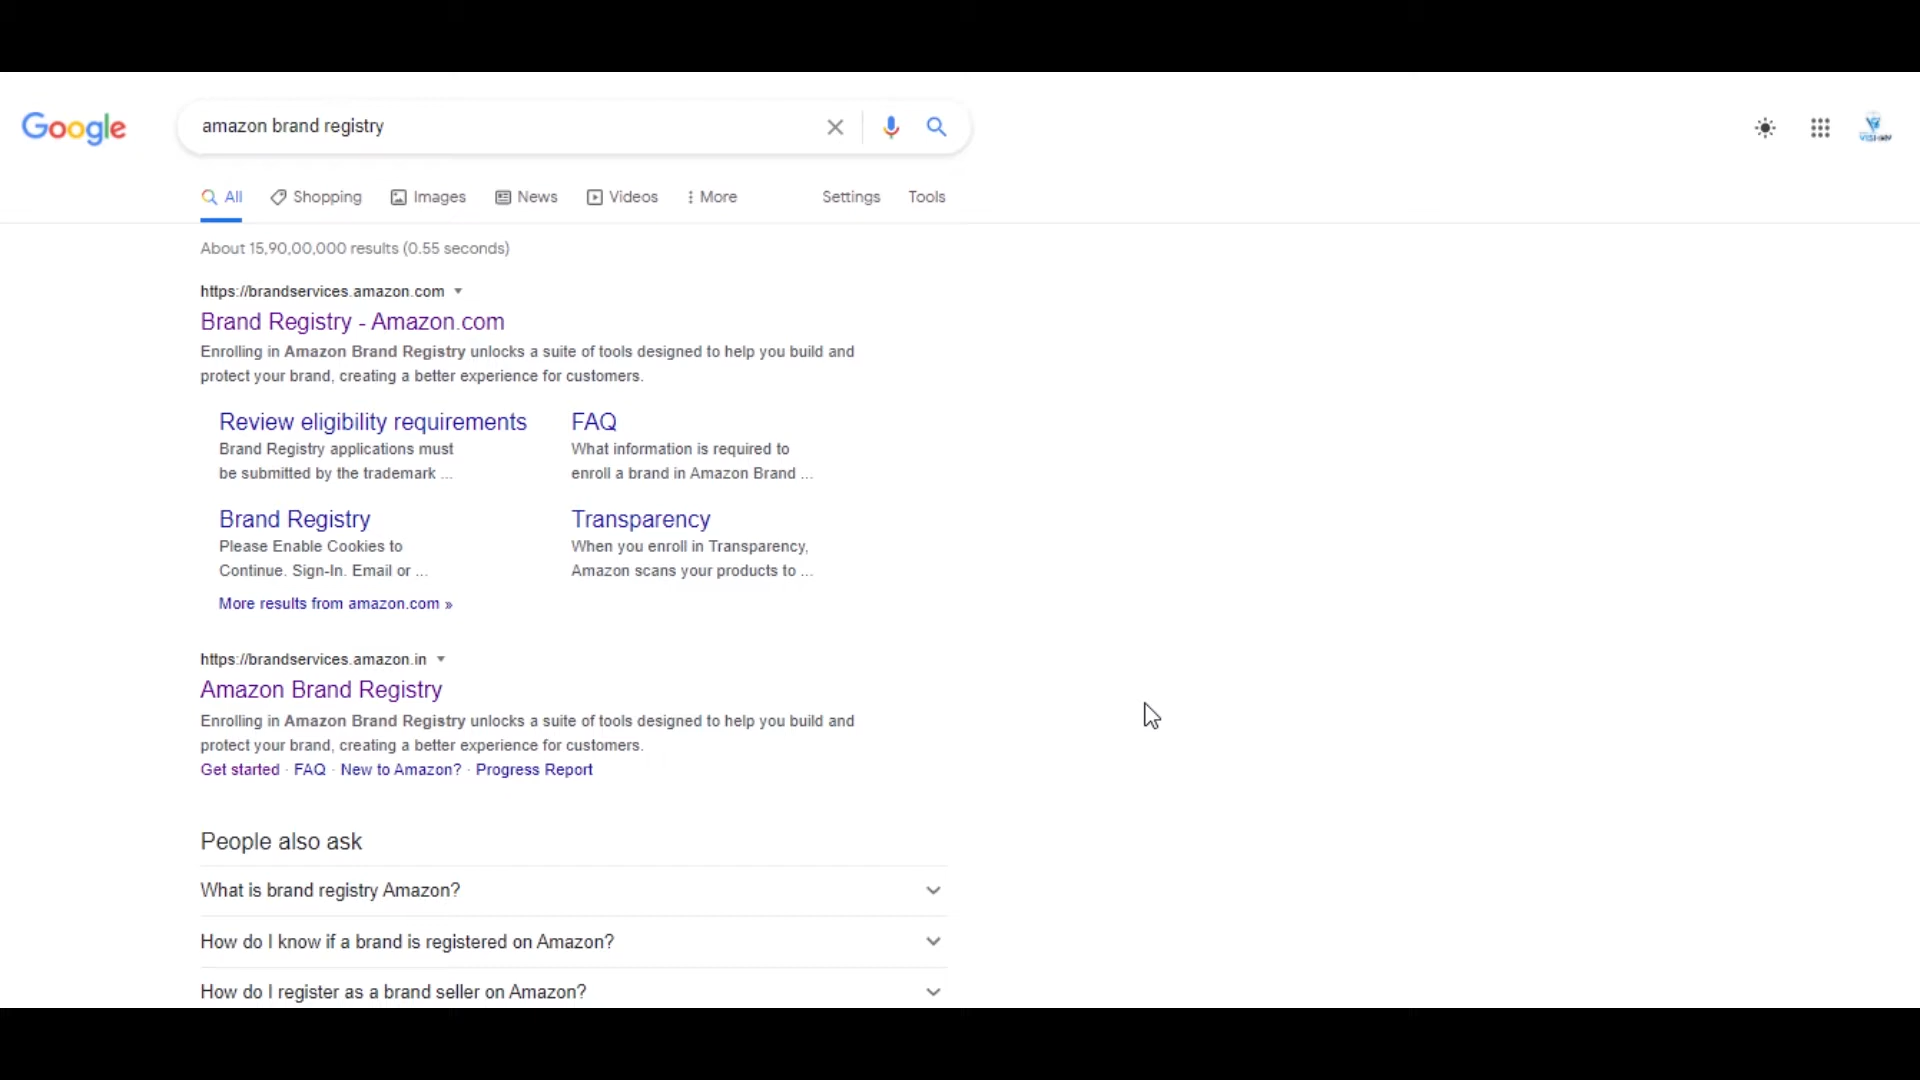 Google
amazon brand registry
All Shopping Images News Videos More Settings Tools
About 15,90,00,000 results (0.55 seconds)
https://brandservices.amazon.com
Brand Registry - Amazon.com
Enrolling in Amazon Brand Registry unlocks a suite of tools designed to help you build and
protect your brand, creating a better experience for customers.
Review eligibility requirements
Brand Registry applications must
be submitted by the trademark ...
FAQ
What information is required to
enroll a brand in Amazon Brand ...
Brand Registry
Please Enable Cookies to
Continue. Sign-In. Email or ...
Transparency
When you enroll in Transparency,
Amazon scans your products to ...
More results from amazon.com »
https://brandservices.amazon.in
Amazon Brand Registry
Enrolling in Amazon Brand Registry unlocks a suite of tools designed to help you build and
protect your brand, creating a better experience for customers.
Get started · FAQ · New to Amazon? · Progress Report
People also ask
What is brand registry Amazon?
How do I know if a brand is registered on Amazon?
How do I register as a brand seller on Amazon?